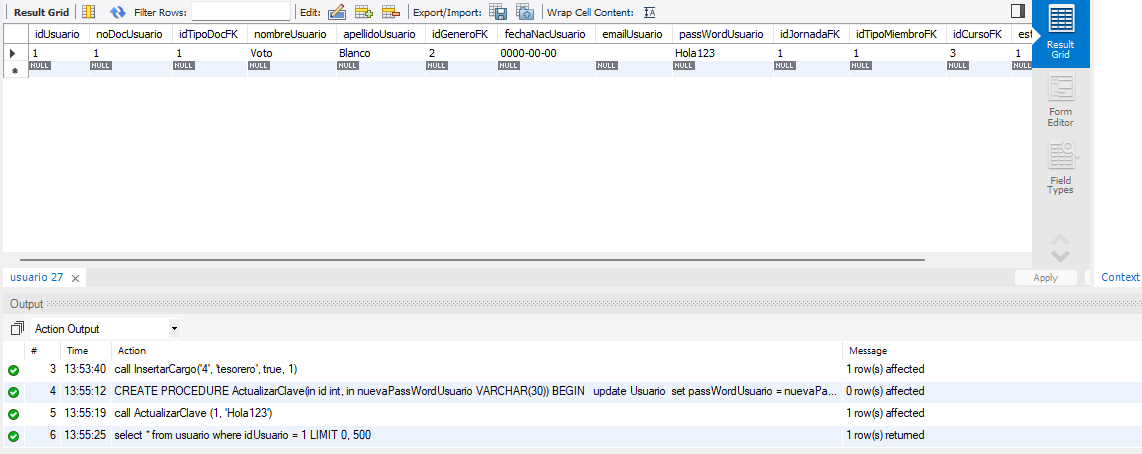 Result Grid Filter Rows: Edit: Export/Import: Wrap Cell Content:
idUsuario noDocUsuario idTipoDocFK nombreUsuario apellidoUsuario idGeneroFK fechaNacUsuario emailUsuario passWordUsuario idJornadaFK idTipoMiembroFK idCursoFK est
1 1 1 Voto Blanco 2 0000-00-00 Hola123 1 1 3 1
NULL NULL NULL NULL NULL NULL NULL NULL NULL NULL NULL NULL NULL
Result
Grid
Form
Editor
Field
Types
usuario 27 Apply Context
Output
Action Output
# Time Action Message
3 13:53:40 call InsertarCargo('4', 'tesorero', true, 1) 1 row(s) affected
4 13:55:12 CREATE PROCEDURE ActualizarClave(in id int, in nuevaPassWordUsuario VARCHAR(30)) BEGIN update Usuario set passWordUsuario = nuevaPa... 0 row(s) affected
5 13:55:19 call ActualizarClave (1, 'Hola123') 1 row(s) affected
6 13:55:25 select * from usuario where idUsuario = 1 LIMIT 0, 500 1 row(s) returned